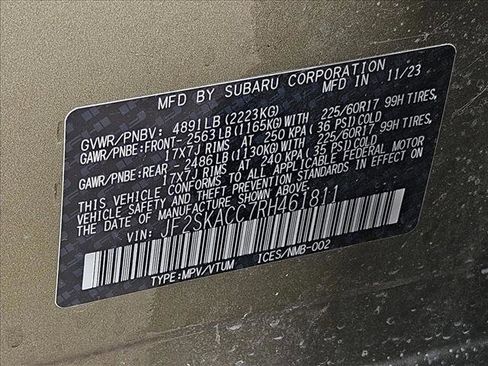 MFD BY SUBARU CORPORATION
MFD IN 11/23
GVWR/PNBV: 4891LB(2223KG)
GAWR/PNBE:FRONT-2563LB(1165KG)WITH 225/60R17 99H TIRES,
17x7J RIMS AT 250 KPA(36 PSI)COLD
GAWR/PNBE:REAR -2486LB(1130KG)WITH 225/60R17 99H TIRES,
17x7J RIMS AT 240 KPA(35 PSI)COLD
THIS VEHICLE CONFORMS TO ALL APPLICABLE FEDERAL MOTOR
VEHICLE SAFETY AND THEFT PREVENTION STANDARDS IN EFFECT ON
THE DATE OF MANUFACTURE SHOWN ABOVE.
VIN: JF2SKACC7RH461811
TYPE:MPV/VTUM ICES/NMB-002